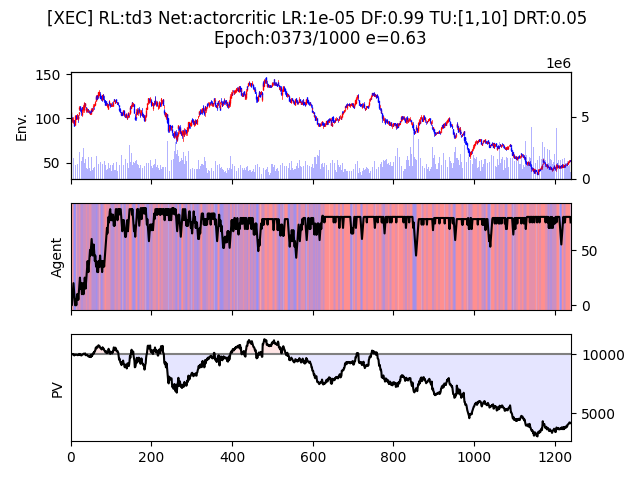 [XEC] RL:td3 Net:actorcritic LR:1e-05 DF:0.99 TU:[1,10] DRT:0.05
Epoch:0373/1000 e=0.63
1e6
150
100
50
Env.
5
0
Agent
50
0
PV
10000
5000
0
200
400
600
800
1000
1200